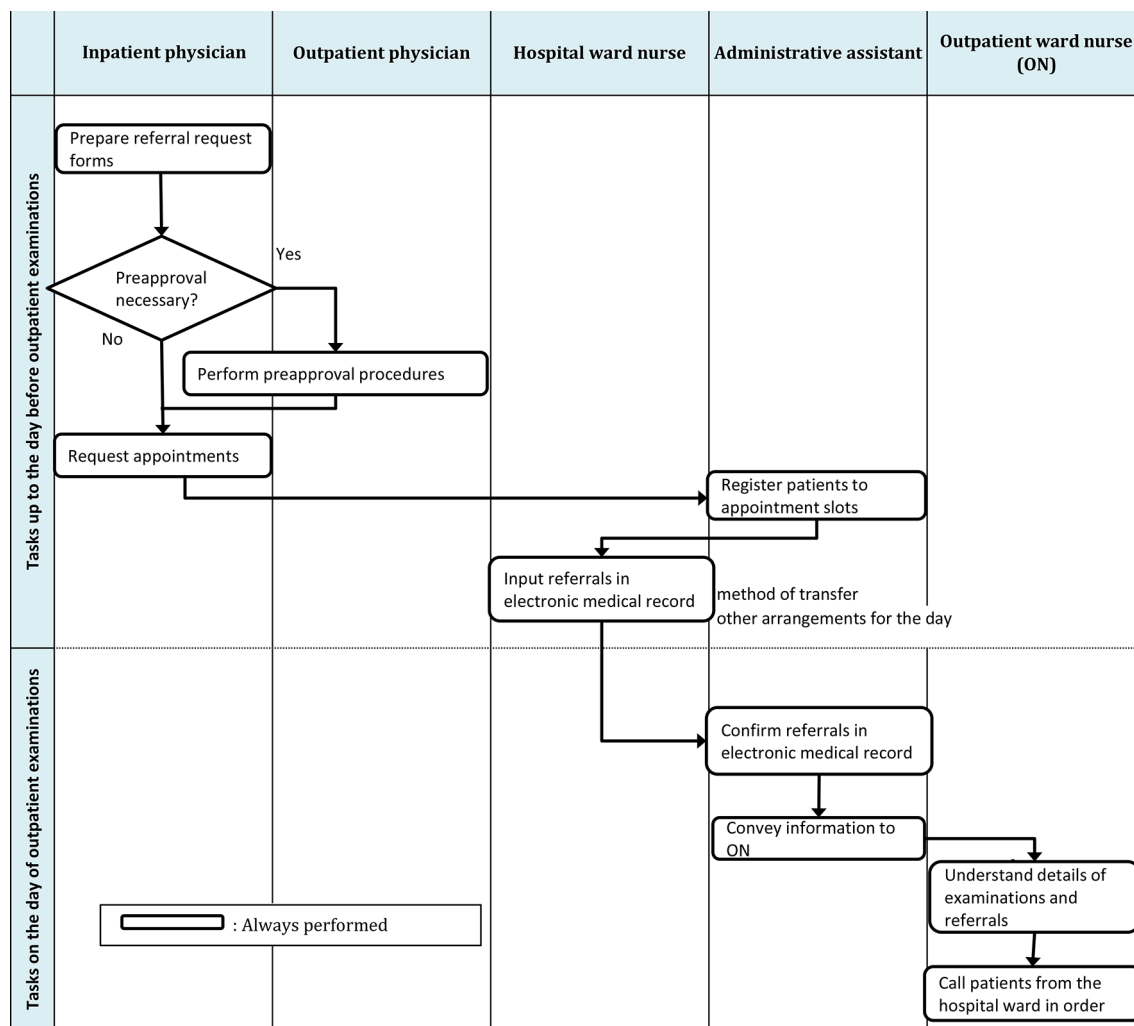 Inpatient physician
Outpatient physician
Hospital ward nurse
Administrative assistant
Outpatient ward nurse
(ON)
Tasks up to the day before outpatient examinations
Prepare referral request
forms
Preapproval
necessary?
Yes
No
Perform preapproval procedures
Request appointments
Register patients to
appointment slots
Input referrals in
electronic medical record
method of transfer
other arrangements for the day
Tasks on the day of outpatient examinations
Confirm referrals in
electronic medical record
Convey information to
ON
Understand details of
examinations and
referrals
Call patients from the
hospital ward in order
: Always performed